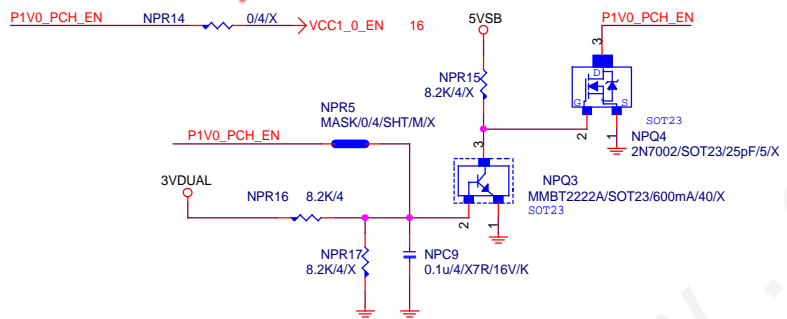 P1V0_PCH_EN
NPR14
0/4/X
VCC1_0_EN 16
5VSB
P1V0_PCH_EN
3
D
G
S
NPR15
8.2K/4/X
2
1
SOT23
NPQ4
2N7002/SOT23/25pF/5/X
NPR5
MASK/0/4/SHT/M/X
P1V0_PCH_EN
3
3VDUAL
NPR16 8.2K/4
2
1
NPQ3
MMBT2222A/SOT23/600mA/40/X
SOT23
NPR17
8.2K/4/X
NPC9
0.1u/4/X7R/16V/K